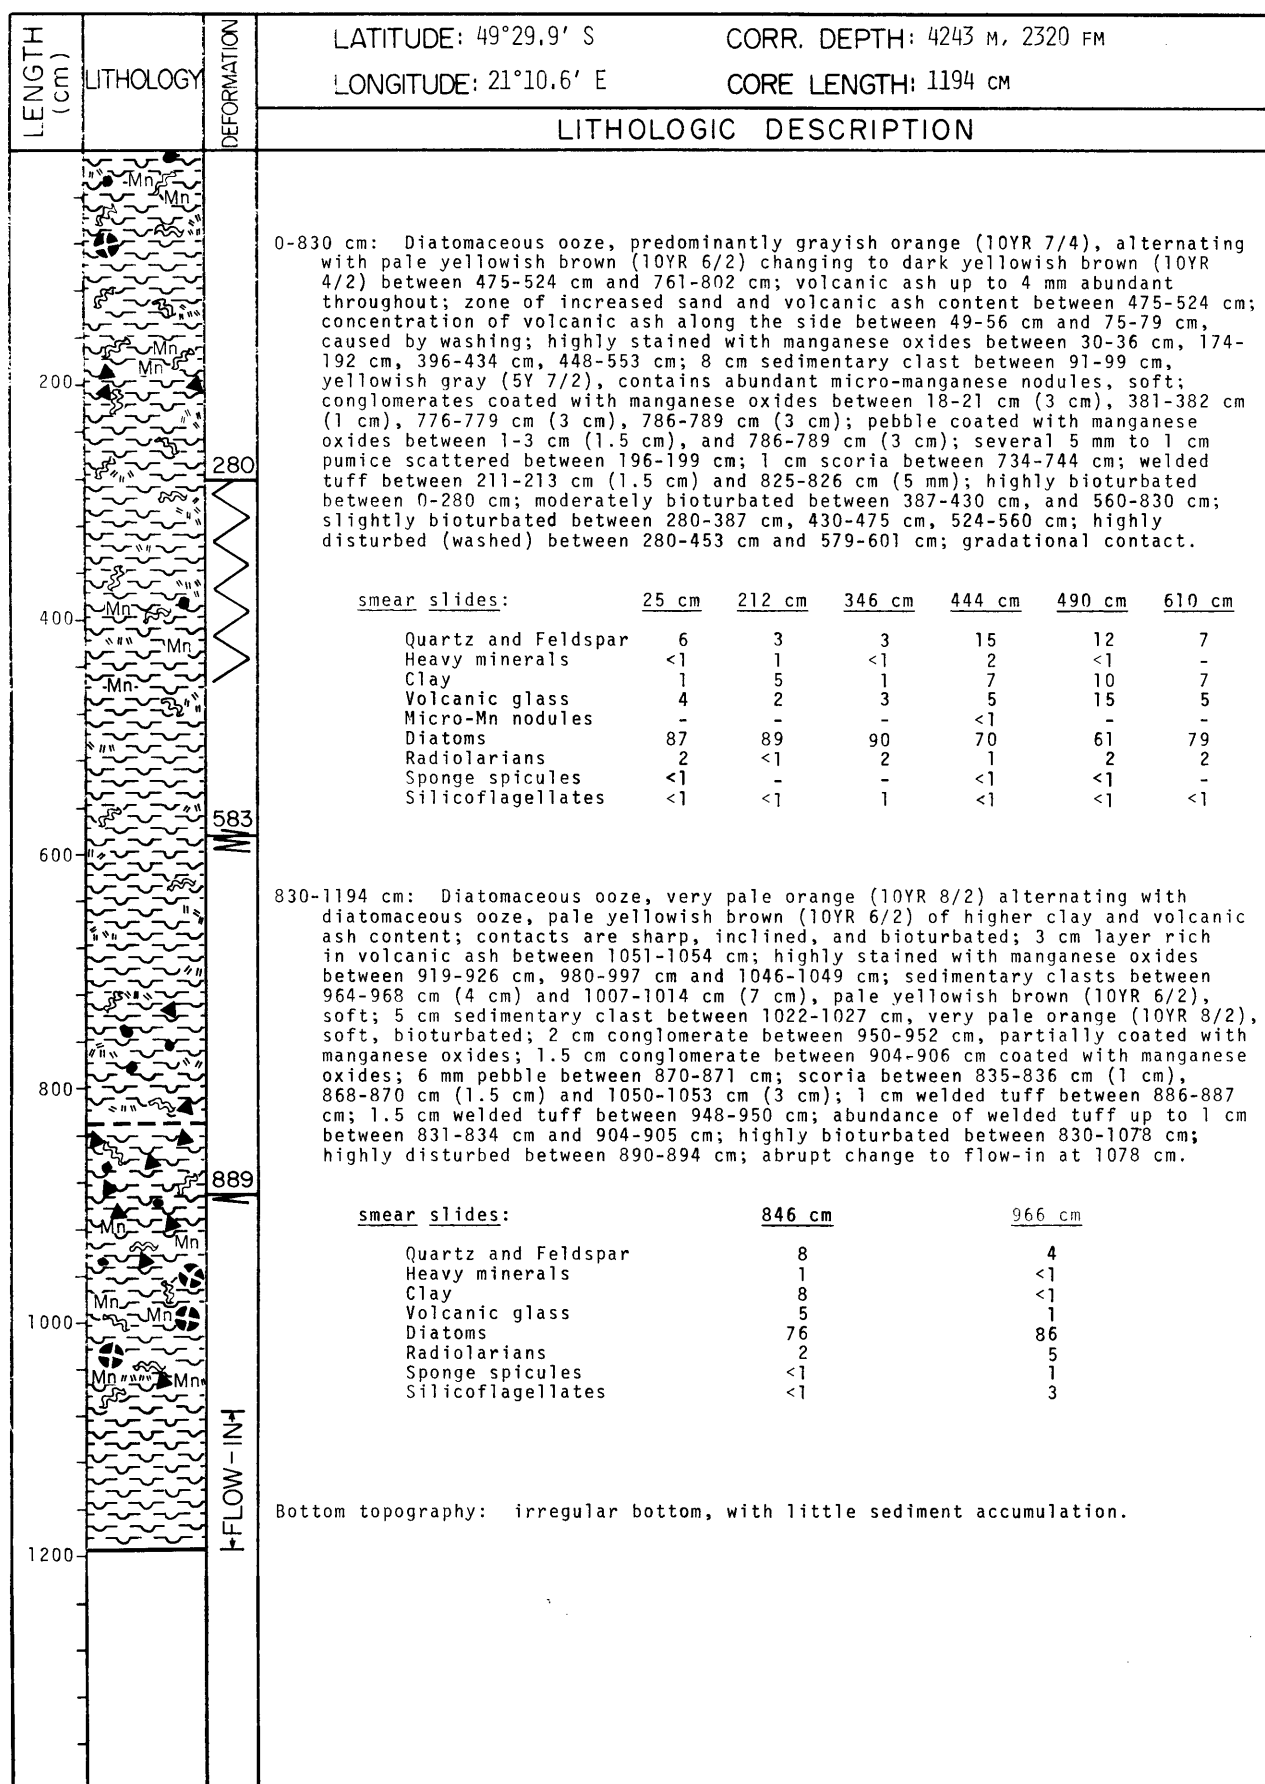 LENGTH (cm)
LITHOLOGY
DEFORMATION
LATITUDE: 49°29.9′ S CORR. DEPTH: 4243 M, 2320 FM
LONGITUDE: 21°10.6′ E CORE LENGTH: 1194 CM
LITHOLOGIC DESCRIPTION
Mn
Mn
0-830 cm: Diatomaceous ooze, predominantly grayish orange (10YR 7/4), alternating
with pale yellowish brown (10YR 6/2) changing to dark yellowish brown (10YR
4/2) between 475-524 cm and 761-802 cm; volcanic ash up to 4 mm abundant
throughout; zone of increased sand and volcanic ash content between 475-524 cm;
concentration of volcanic ash along the side between 49-56 cm and 75-79 cm,
caused by washing; highly stained with manganese oxides between 30-36 cm, 174-
192 cm, 396-434 cm, 448-553 cm; 8 cm sedimentary clast between 91-99 cm,
yellowish gray (5Y 7/2), contains abundant micro-manganese nodules, soft;
conglomerates coated with manganese oxides between 18-21 cm (3 cm), 381-382 cm
(1 cm), 776-779 cm (3 cm), 786-789 cm (3 cm); pebble coated with manganese
oxides between 1-3 cm (1.5 cm), and 786-789 cm (3 cm); several 5 mm to 1 cm
pumice scattered between 196-199 cm; 1 cm scoria between 734-744 cm; welded
tuff between 211-213 cm (1.5 cm) and 825-826 cm (5 mm); highly bioturbated
between 0-280 cm; moderately bioturbated between 387-430 cm, and 560-830 cm;
slightly bioturbated between 280-387 cm, 430-475 cm, 524-560 cm; highly
disturbed (washed) between 280-453 cm and 579-601 cm; gradational contact.
Mn
Mn
200
280
smear slides: 25 cm 212 cm 346 cm 444 cm 490 cm 610 cm
Quartz and Feldspar 6 3 3 15 12 7
Heavy minerals <1 1 <1 2 <1 -
Clay 1 5 1 7 10 7
Volcanic glass 4 2 3 5 15 5
Micro-Mn nodules - - - <1 - -
Diatoms 87 89 90 70 61 79
Radiolarians 2 <1 2 1 2 2
Sponge spicules <1 - - <1 <1 -
Silicoflagellates <1 <1 1 <1 <1 <1
Mn
400
Mn
Mn
583
600
830-1194 cm: Diatomaceous ooze, very pale orange (10YR 8/2) alternating with
diatomaceous ooze, pale yellowish brown (10YR 6/2) of higher clay and volcanic
ash content; contacts are sharp, inclined, and bioturbated; 3 cm layer rich
in volcanic ash between 1051-1054 cm; highly stained with manganese oxides
between 919-926 cm, 980-997 cm and 1046-1049 cm; sedimentary clasts between
964-968 cm (4 cm) and 1007-1014 cm (7 cm), pale yellowish brown (10YR 6/2),
soft; 5 cm sedimentary clast between 1022-1027 cm, very pale orange (10YR 8/2),
soft, bioturbated; 2 cm conglomerate between 950-952 cm, partially coated with
manganese oxides; 1.5 cm conglomerate between 904-906 cm coated with manganese
oxides; 6 mm pebble between 870-871 cm; scoria between 835-836 cm (1 cm),
868-870 cm (1.5 cm) and 1050-1053 cm (3 cm); 1 cm welded tuff between 886-887
cm; 1.5 cm welded tuff between 948-950 cm; abundance of welded tuff up to 1 cm
between 831-834 cm and 904-905 cm; highly bioturbated between 830-1078 cm;
highly disturbed between 890-894 cm; abrupt change to flow-in at 1078 cm.
800
889
smear slides: 846 cm 966 cm
Quartz and Feldspar 8 4
Heavy minerals 1 <1
Clay 8 <1
Volcanic glass 5 1
Diatoms 76 86
Radiolarians 2 5
Sponge spicules <1 1
Silicoflagellates <1 3
Mn
Mn
Mn
1000
Mn
Mn
Mn
FLOW-IN
Bottom topography: irregular bottom, with little sediment accumulation.
1200